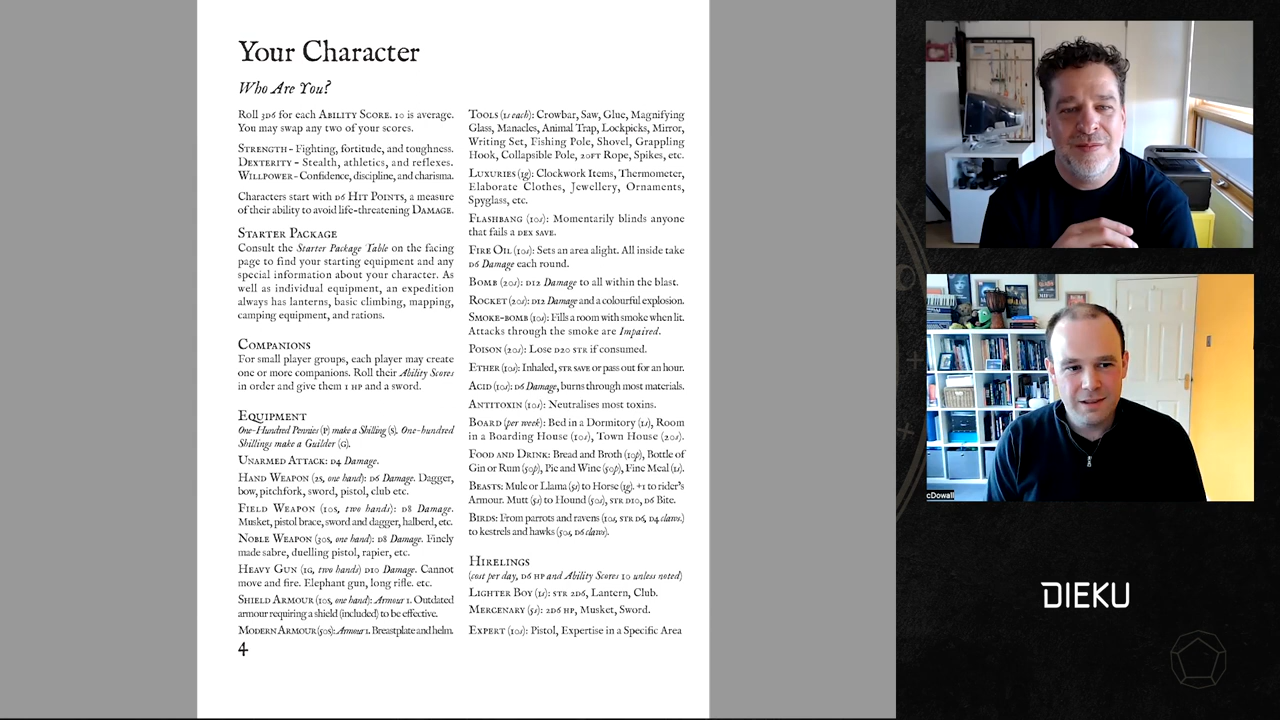 Your Character
Who Are You?
Roll 3D6 for each ABILITY SCORE. 10 is average.
You may swap any two of your scores.
STRENGTH - Fighting, fortitude, and toughness.
DEXTERITY - Stealth, athletics, and reflexes.
WILLPOWER - Confidence, discipline, and charisma.
Characters start with D6 HIT POINTS, a measure
of their ability to avoid life-threatening DAMAGE.
STARTER PACKAGE
Consult the Starter Package Table on the facing
page to find your starting equipment and any
special information about your character. As
well as individual equipment, an expedition
always has lanterns, basic climbing, mapping,
camping equipment, and rations.
COMPANIONS
For small player groups, each player may create
one or more companions. Roll their Ability Scores
in order and give them 1 HP and a sword.
EQUIPMENT
One-Hundred Pennies (P) make a Shilling (S). One-hundred
Shillings make a Guilder (G).
UNARMED ATTACK: D4 Damage.
HAND WEAPON (2S, one hand): D6 Damage. Dagger,
bow, pitchfork, sword, pistol, club etc.
FIELD WEAPON (10S, two hands): D8 Damage.
Musket, pistol brace, sword and dagger, halberd, etc.
NOBLE WEAPON (30S, one hand): D8 Damage. Finely
made sabre, duelling pistol, rapier, etc.
HEAVY GUN (1G, two hands) D10 Damage. Cannot
move and fire. Elephant gun, long rifle. etc.
SHIELD ARMOUR (10S, one hand): Armour 1. Outdated
armour requiring a shield (included) to be effective.
MODERN ARMOUR (50S): Armour 1. Breastplate and helm.
4
TOOLS (1s each): Crowbar, Saw, Glue, Magnifying
Glass, Manacles, Animal Trap, Lockpicks, Mirror,
Writing Set, Fishing Pole, Shovel, Grappling
Hook, Collapsible Pole, 20FT Rope, Spikes, etc.
LUXURIES (1g): Clockwork Items, Thermometer,
Elaborate Clothes, Jewellery, Ornaments,
Spyglass, etc.
FLASHBANG (10s): Momentarily blinds anyone
that fails a DEX SAVE.
FIRE OIL (10s): Sets an area alight. All inside take
D6 Damage each round.
BOMB (20s): D12 Damage to all within the blast.
ROCKET (20s): D12 Damage and a colourful explosion.
SMOKE-BOMB (10s): Fills a room with smoke when lit.
Attacks through the smoke are Impaired.
POISON (20s): Lose D20 STR if consumed.
ETHER (10s): Inhaled, STR SAVE or pass out for an hour.
ACID (10s): D6 Damage, burns through most materials.
ANTITOXIN (10s): Neutralises most toxins.
BOARD (per week): Bed in a Dormitory (1s), Room
in a Boarding House (10s), Town House (20s).
FOOD AND DRINK: Bread and Broth (10p), Bottle of
Gin or Rum (50p), Pie and Wine (50p), Fine Meal (1s).
BEASTS: Mule or Llama (5s) to Horse (1g). +1 to rider's
Armour. Mutt (5s) to Hound (50s), STR D10, D6 Bite.
BIRDS: From parrots and ravens (10s, STR D6, D4 claws.)
to kestrels and hawks (50s, D6 claws).
HIRELINGS
(cost per day, D6 HP and Ability Scores 10 unless noted)
LIGHTER BOY (1s): STR 2D6, Lantern, Club.
MERCENARY (5s): 2D6 HP, Musket, Sword.
EXPERT (10s): Pistol, Expertise in a Specific Area
cDowall
DIEKU